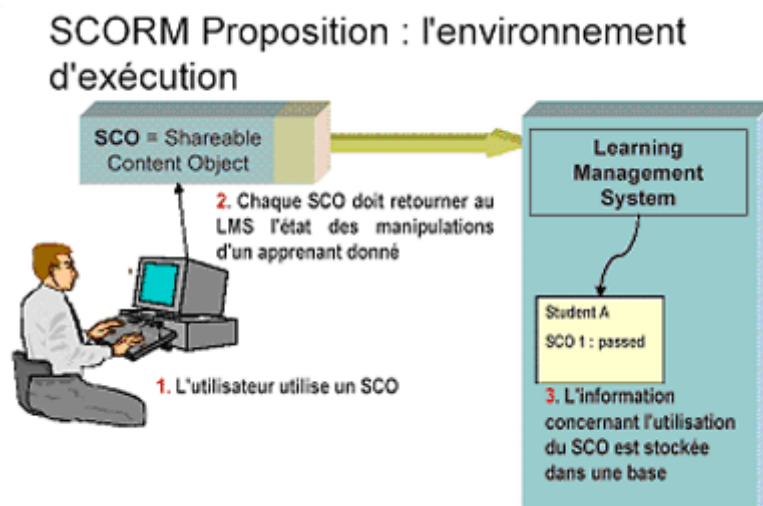 SCORM Proposition : l'environnement
d'exécution
SCO = Shareable
Content Object
Learning
Management
System
2. Chaque SCO doit retourner au
LMS l'état des manipulations
d'un apprenant donné
Student A
SCO 1 : passed
1. L'utilisateur utilise un SCO
3. L'information
concernant l'utilisation
du SCO est stockée
dans une base